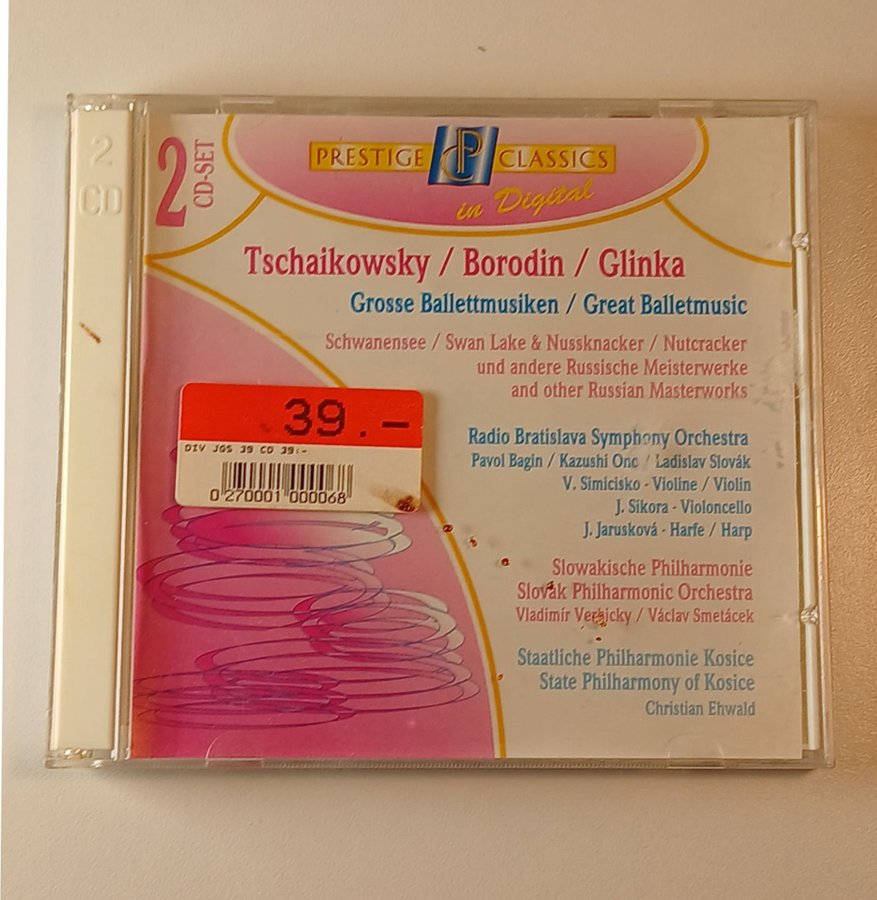 2
CD
2
CD-SET
PRESTIGE CP CLASSICS
in Digital
Tschaikowsky / Borodin / Glinka
Grosse Ballettmusiken / Great Balletmusic
Schwanensee / Swan Lake & Nussknacker / Nutcracker
und andere Russische Meisterwerke
and other Russian Masterworks
39.-
DIV JGS 39 CD 39:-
0 270001 000068
Radio Bratislava Symphony Orchestra
Pavol Bagin / Kazushi Ono / Ladislav Slovák
V. Simicisko - Violine / Violin
J. Sikora - Violoncello
J. Jarusková - Harfe / Harp
Slowakische Philharmonie
Slovak Philharmonic Orchestra
Vladimír Verbicky / Václav Smetácek
Staatliche Philharmonie Kosice
State Philharmony of Kosice
Christian Ehwald